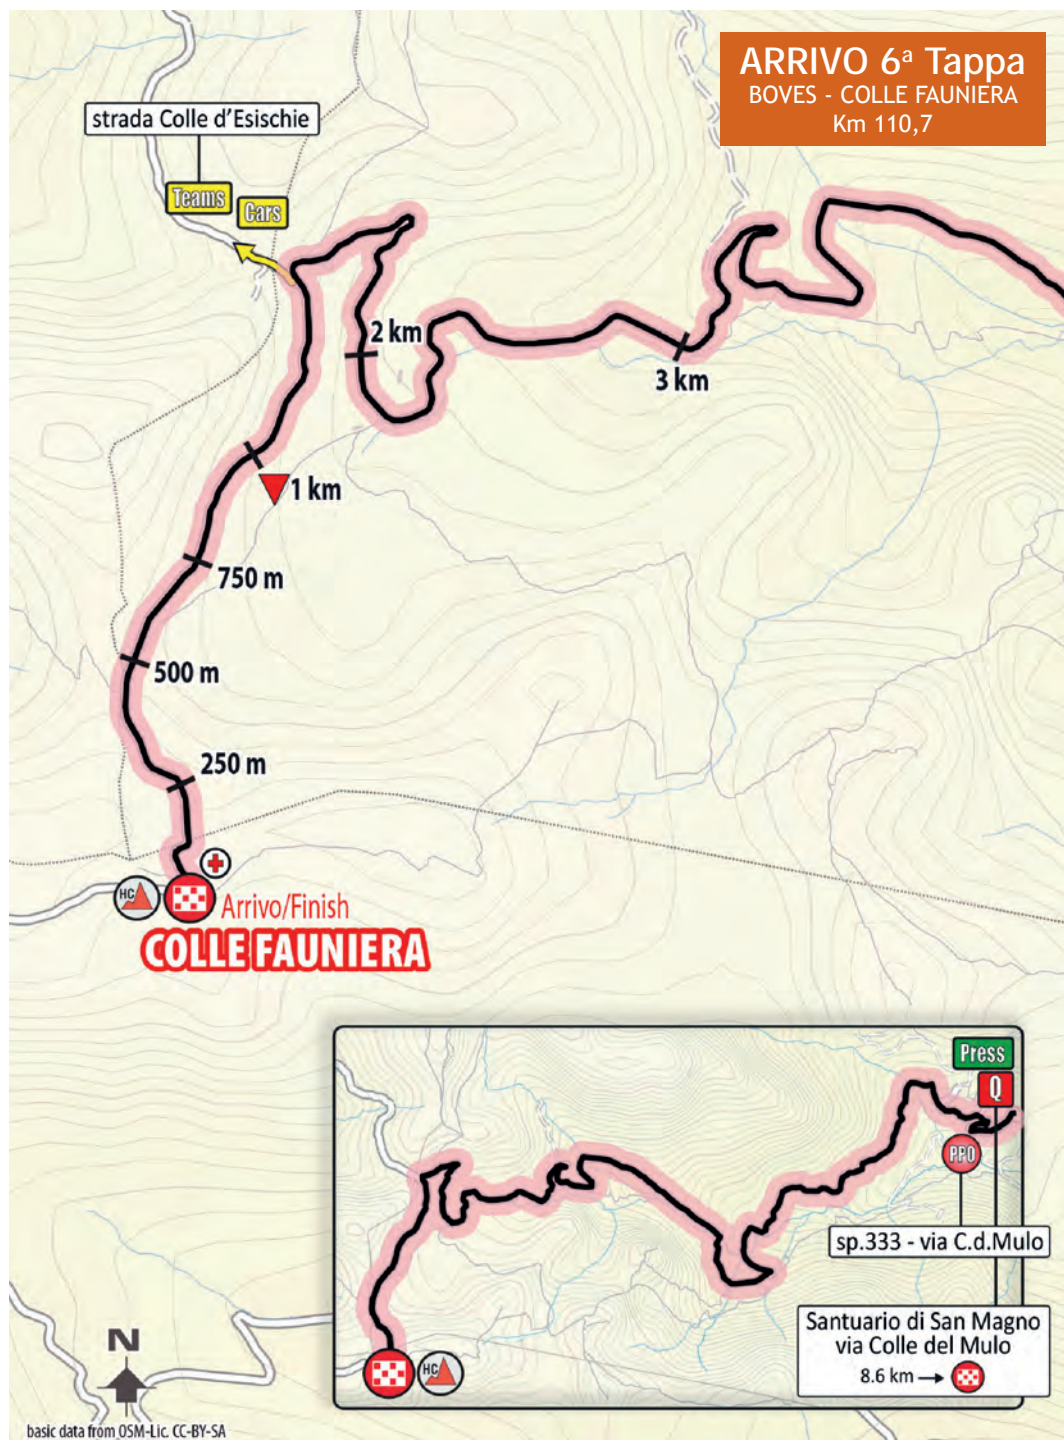 ARRIVO 6ª Tappa
BOVES - COLLE FAUNIERA
Km 110,7
strada Colle d'Esischie
Teams
Cars
2 km
3 km
1 km
750 m
500 m
250 m
HC
Arrivo/Finish
COLLE FAUNIERA
Press
Q
PPO
sp.333 - via C.d.Mulo
Santuario di San Magno
via Colle del Mulo
8.6 km
HC
N
basic data from OSM-Lic. CC-BY-SA